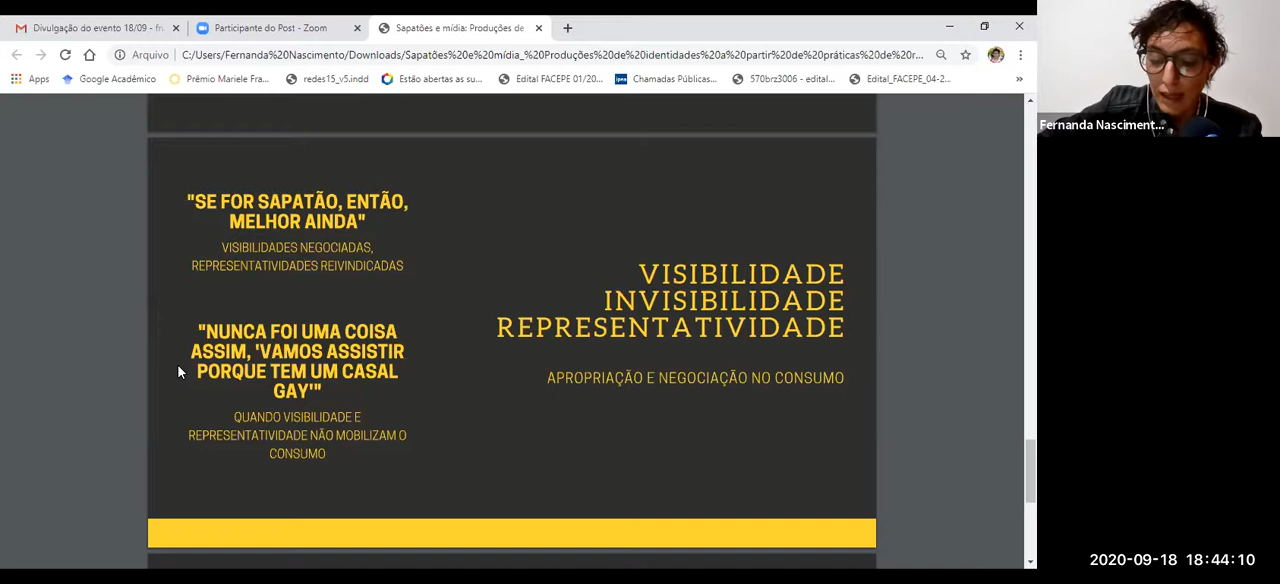 Divulgação do evento 18/09 - fri
Participante do Post - Zoom
Sapatões e mídia: Produções de
Arquivo
C:/Users/Fernanda%20Nascimento/Downloads/Sapatões%20e%20mídia_%20Produções%20de%20identidades%20a%20partir%20de%20práticas%20de%20r...
Apps
Google Acadêmico
Prêmio Mariele Fra...
redes15_v5.indd
Estão abertas as su...
Edital FACEPE 01/20...
ipea
Chamadas Públicas...
570brz3006 - edital...
Edital_FACEPE_04-2...
»
Fernanda Nasciment...
"SE FOR SAPATÃO, ENTÃO,
MELHOR AINDA"
VISIBILIDADES NEGOCIADAS,
REPRESENTATIVIDADES REIVINDICADAS
"NUNCA FOI UMA COISA
ASSIM, 'VAMOS ASSISTIR
PORQUE TEM UM CASAL
GAY'"
QUANDO VISIBILIDADE E
REPRESENTATIVIDADE NÃO MOBILIZAM O
CONSUMO
VISIBILIDADE
INVISIBILIDADE
REPRESENTATIVIDADE
APROPRIAÇÃO E NEGOCIAÇÃO NO CONSUMO
2020-09-18 18:44:10